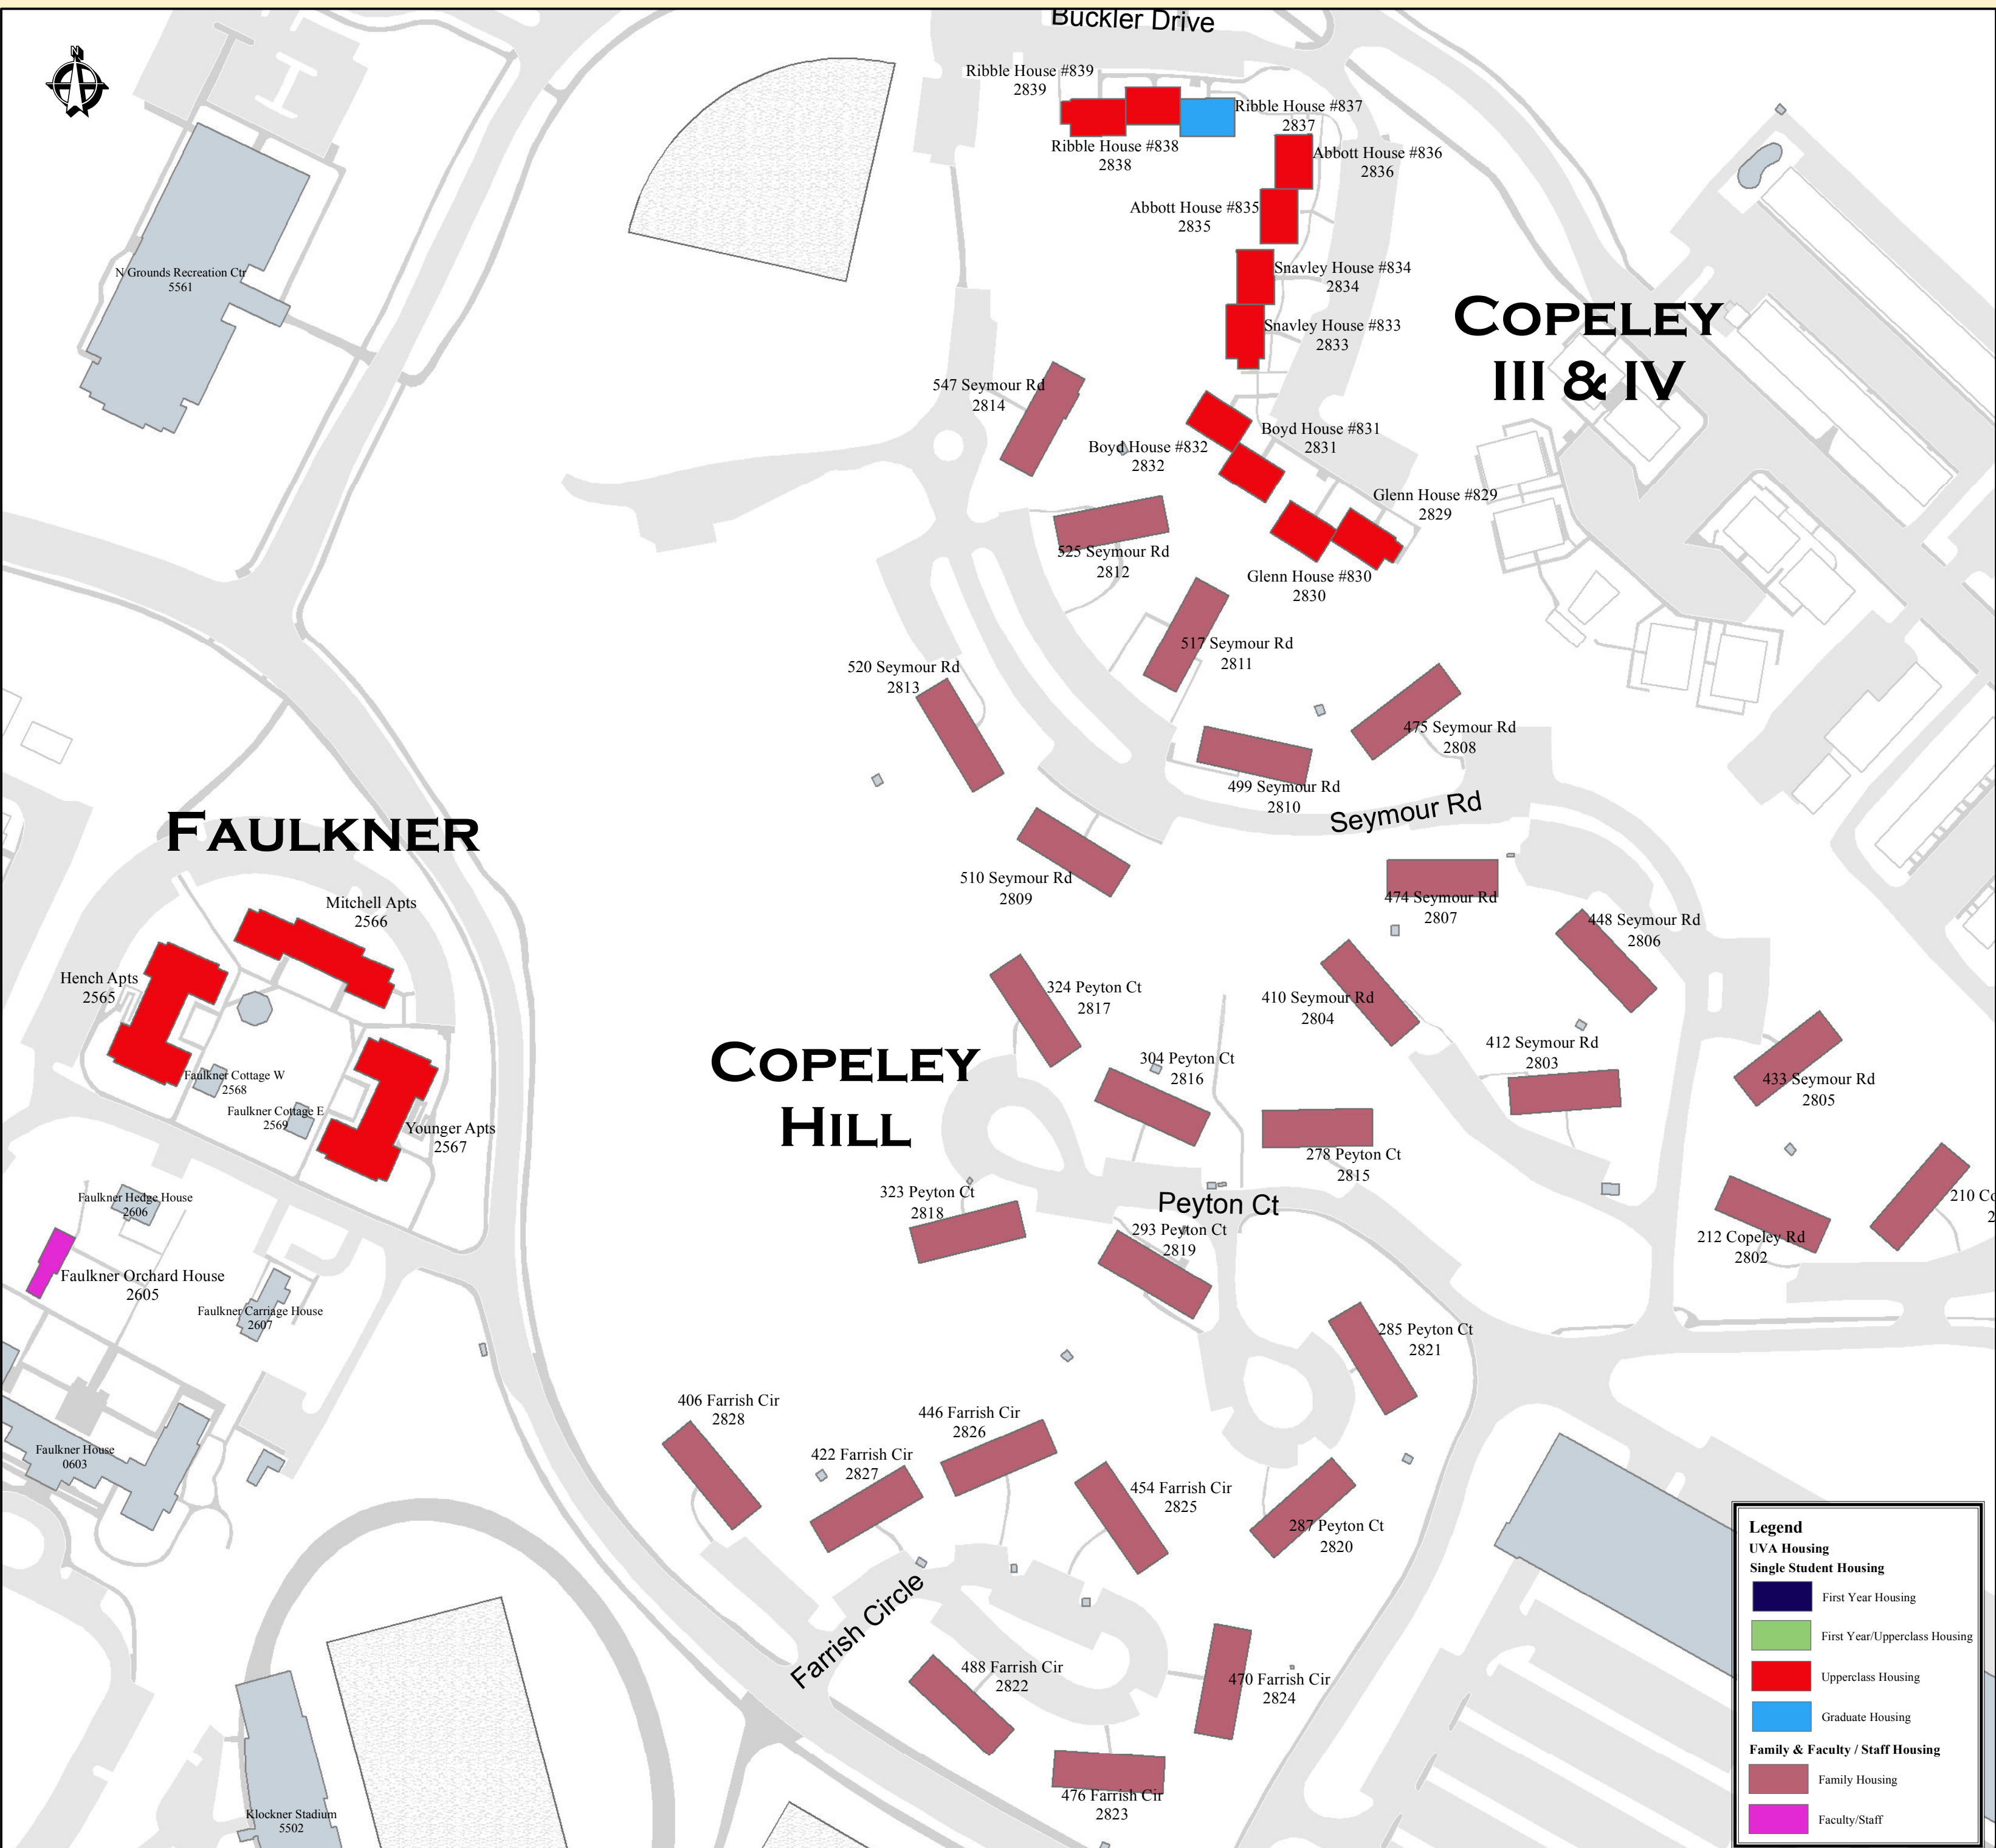 Buckler Drive
N
Ribble House #839
2839
Ribble House #837
2837
Ribble House #838
2838
Abbott House #836
2836
Abbott House #835
2835
Snavley House #834
2834
Snavley House #833
2833
N Grounds Recreation Ctr
5561
COPELEY
III & IV
547 Seymour Rd
2814
Boyd House #831
2831
Boyd House #832
2832
Glenn House #829
2829
525 Seymour Rd
2812
Glenn House #830
2830
517 Seymour Rd
2811
520 Seymour Rd
2813
475 Seymour Rd
2808
499 Seymour Rd
2810
Seymour Rd
FAULKNER
510 Seymour Rd
2809
474 Seymour Rd
2807
448 Seymour Rd
2806
Mitchell Apts
2566
Hench Apts
2565
324 Peyton Ct
2817
410 Seymour Rd
2804
412 Seymour Rd
2803
COPELEY
HILL
304 Peyton Ct
2816
433 Seymour Rd
2805
Faulkner Cottage W
2568
Faulkner Cottage E
2569
Younger Apts
2567
278 Peyton Ct
2815
Faulkner Hedge House
2606
323 Peyton Ct
2818
Peyton Ct
293 Peyton Ct
2819
210 Co
2
212 Copeley Rd
2802
Faulkner Orchard House
2605
Faulkner Carriage House
2607
285 Peyton Ct
2821
406 Farrish Cir
2828
446 Farrish Cir
2826
422 Farrish Cir
2827
Faulkner House
0603
454 Farrish Cir
2825
287 Peyton Ct
2820
Farrish Circle
488 Farrish Cir
2822
470 Farrish Cir
2824
476 Farrish Cir
2823
Klockner Stadium
5502
Legend
UVA Housing
Single Student Housing
First Year Housing
First Year/Upperclass Housing
Upperclass Housing
Graduate Housing
Family & Faculty / Staff Housing
Family Housing
Faculty/Staff